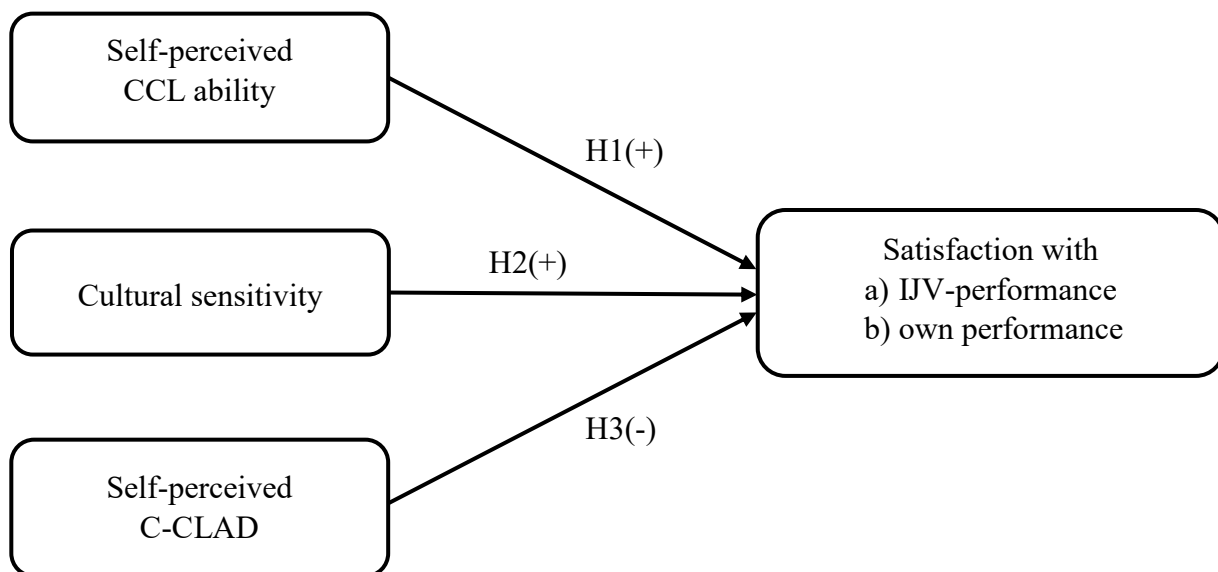 Self-perceived
CCL ability
H1(+)
Cultural sensitivity
H2(+)
Satisfaction with
a) IJV-performance
b) own performance
H3(-)
Self-perceived
C-CLAD